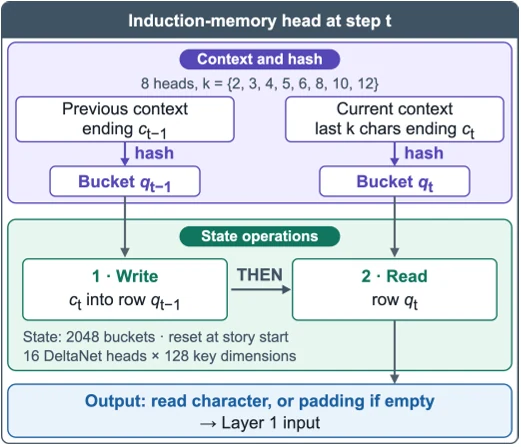 Induction-memory head at step t
Context and hash
8 heads, k = {2, 3, 4, 5, 6, 8, 10, 12}
Previous context
ending cₜ₋₁
Current context
last k chars ending cₜ
hash
hash
Bucket qₜ₋₁
Bucket qₜ
State operations
1 · Write
cₜ into row qₜ₋₁
THEN
2 · Read
row qₜ
State: 2048 buckets · reset at story start
16 DeltaNet heads × 128 key dimensions
Output: read character, or padding if empty
→ Layer 1 input